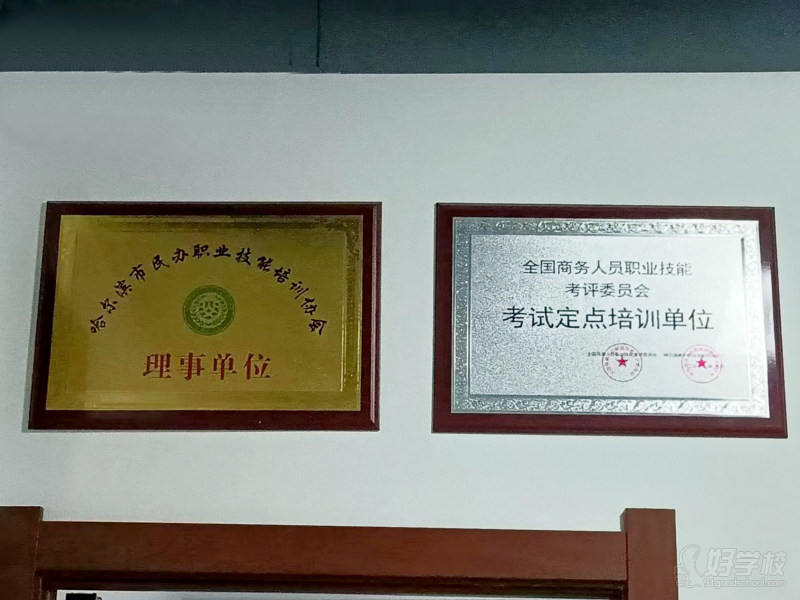 哈尔滨市民办职业技能培训协会
理事单位
全国商务人员职业技能
考评委员会
考试定点培训单位
好学校
91goodschool.com